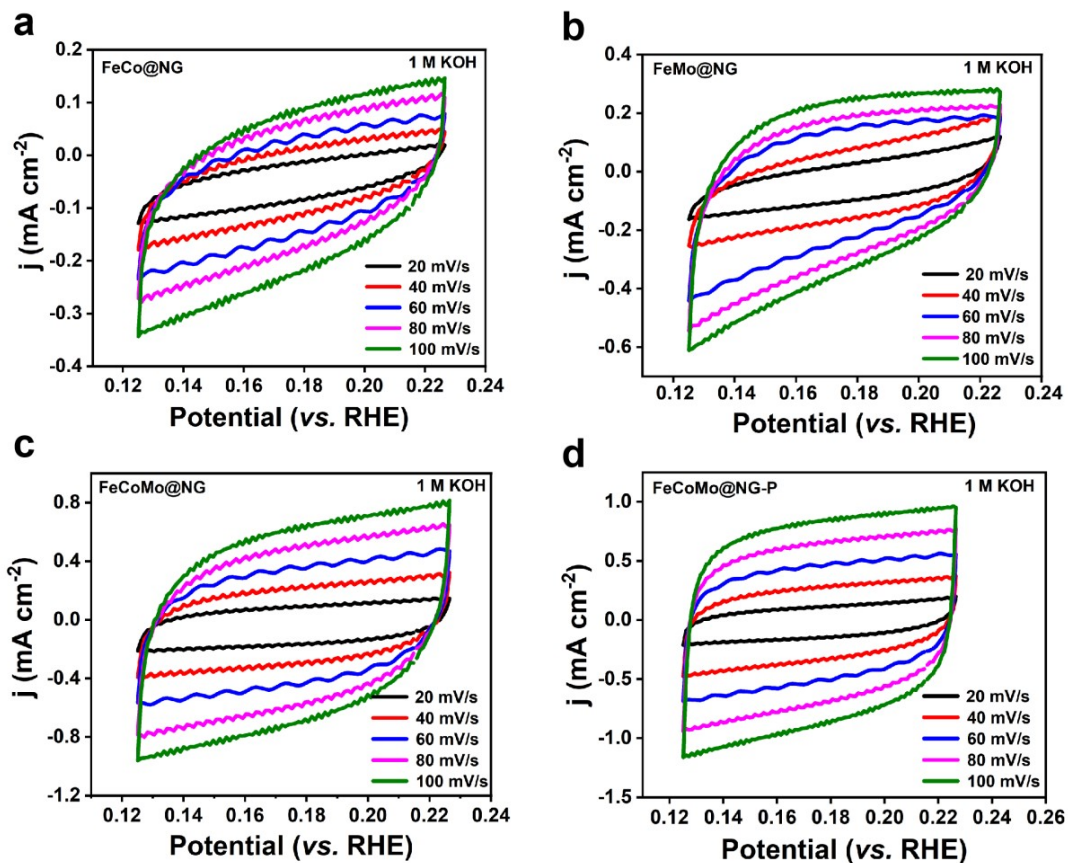 a
FeCo@NG
1 M KOH
0.2
0.1
0.0
-0.1
-0.2
-0.3
-0.4
j (mA cm-2)
20 mV/s
40 mV/s
60 mV/s
80 mV/s
100 mV/s
0.12 0.14 0.16 0.18 0.20 0.22 0.24
Potential (vs. RHE)
b
FeMo@NG
1 M KOH
0.4
0.2
0.0
-0.2
-0.4
-0.6
j (mA cm-2)
20 mV/s
40 mV/s
60 mV/s
80 mV/s
100 mV/s
0.12 0.14 0.16 0.18 0.20 0.22 0.24
Potential (vs. RHE)
c
FeCoMo@NG
1 M KOH
0.8
0.4
0.0
-0.4
-0.8
-1.2
j (mA cm-2)
20 mV/s
40 mV/s
60 mV/s
80 mV/s
100 mV/s
0.12 0.14 0.16 0.18 0.20 0.22 0.24
Potential (vs. RHE)
d
FeCoMo@NG-P
1 M KOH
1.0
0.5
0.0
-0.5
-1.0
-1.5
j (mA cm-2)
20 mV/s
40 mV/s
60 mV/s
80 mV/s
100 mV/s
0.12 0.14 0.16 0.18 0.20 0.22 0.24 0.26
Potential (vs. RHE)